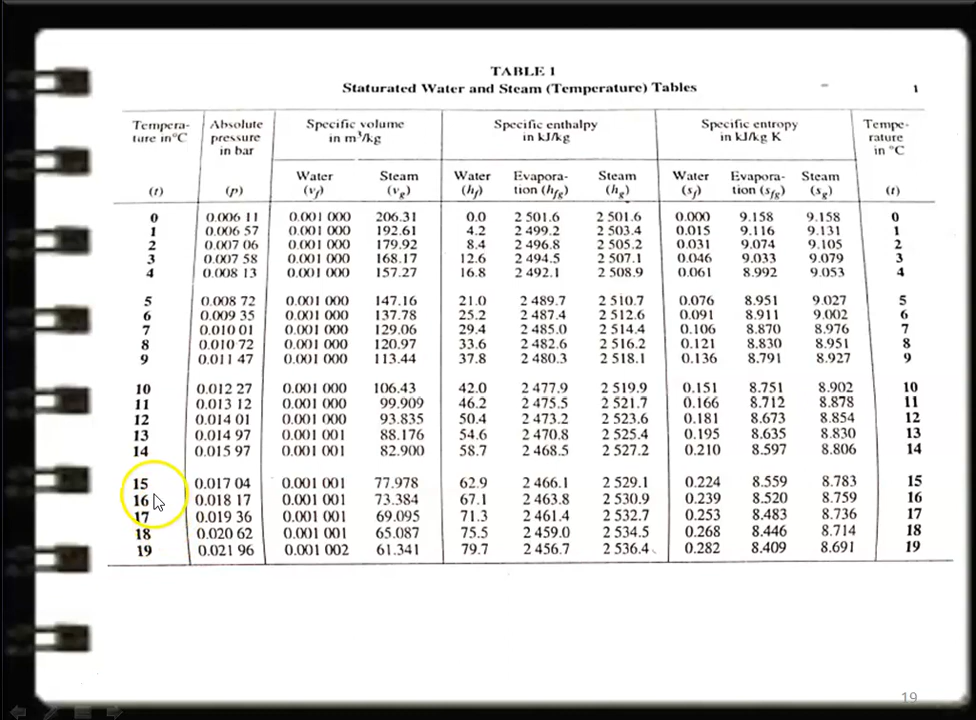 TABLE 1
Staturated Water and Steam (Temperature) Tables 1
Tempera- Absolute Specific volume Specific enthalpy Specific entropy Tempe-
ture in°C pressure in m³/kg in kJ/kg in kJ/kg K rature
in bar in °C
Water Steam Water Evapora- Steam Water Evapora- Steam
(t) (p) (vf) (vg) (hf) tion (hfg) (hg) (sf) tion (sfg) (sg) (t)
0 0.006 11 0.001 000 206.31 0.0 2 501.6 2 501.6 0.000 9.158 9.158 0
1 0.006 57 0.001 000 192.61 4.2 2 499.2 2 503.4 0.015 9.116 9.131 1
2 0.007 06 0.001 000 179.92 8.4 2 496.8 2 505.2 0.031 9.074 9.105 2
3 0.007 58 0.001 000 168.17 12.6 2 494.5 2 507.1 0.046 9.033 9.079 3
4 0.008 13 0.001 000 157.27 16.8 2 492.1 2 508.9 0.061 8.992 9.053 4
5 0.008 72 0.001 000 147.16 21.0 2 489.7 2 510.7 0.076 8.951 9.027 5
6 0.009 35 0.001 000 137.78 25.2 2 487.4 2 512.6 0.091 8.911 9.002 6
7 0.010 01 0.001 000 129.06 29.4 2 485.0 2 514.4 0.106 8.870 8.976 7
8 0.010 72 0.001 000 120.97 33.6 2 482.6 2 516.2 0.121 8.830 8.951 8
9 0.011 47 0.001 000 113.44 37.8 2 480.3 2 518.1 0.136 8.791 8.927 9
10 0.012 27 0.001 000 106.43 42.0 2 477.9 2 519.9 0.151 8.751 8.902 10
11 0.013 12 0.001 000 99.909 46.2 2 475.5 2 521.7 0.166 8.712 8.878 11
12 0.014 01 0.001 000 93.835 50.4 2 473.2 2 523.6 0.181 8.673 8.854 12
13 0.014 97 0.001 001 88.176 54.6 2 470.8 2 525.4 0.195 8.635 8.830 13
14 0.015 97 0.001 001 82.900 58.7 2 468.5 2 527.2 0.210 8.597 8.806 14
15 0.017 04 0.001 001 77.978 62.9 2 466.1 2 529.1 0.224 8.559 8.783 15
16 0.018 17 0.001 001 73.384 67.1 2 463.8 2 530.9 0.239 8.520 8.759 16
17 0.019 36 0.001 001 69.095 71.3 2 461.4 2 532.7 0.253 8.483 8.736 17
18 0.020 62 0.001 001 65.087 75.5 2 459.0 2 534.5 0.268 8.446 8.714 18
19 0.021 96 0.001 002 61.341 79.7 2 456.7 2 536.4 0.282 8.409 8.691 19
19